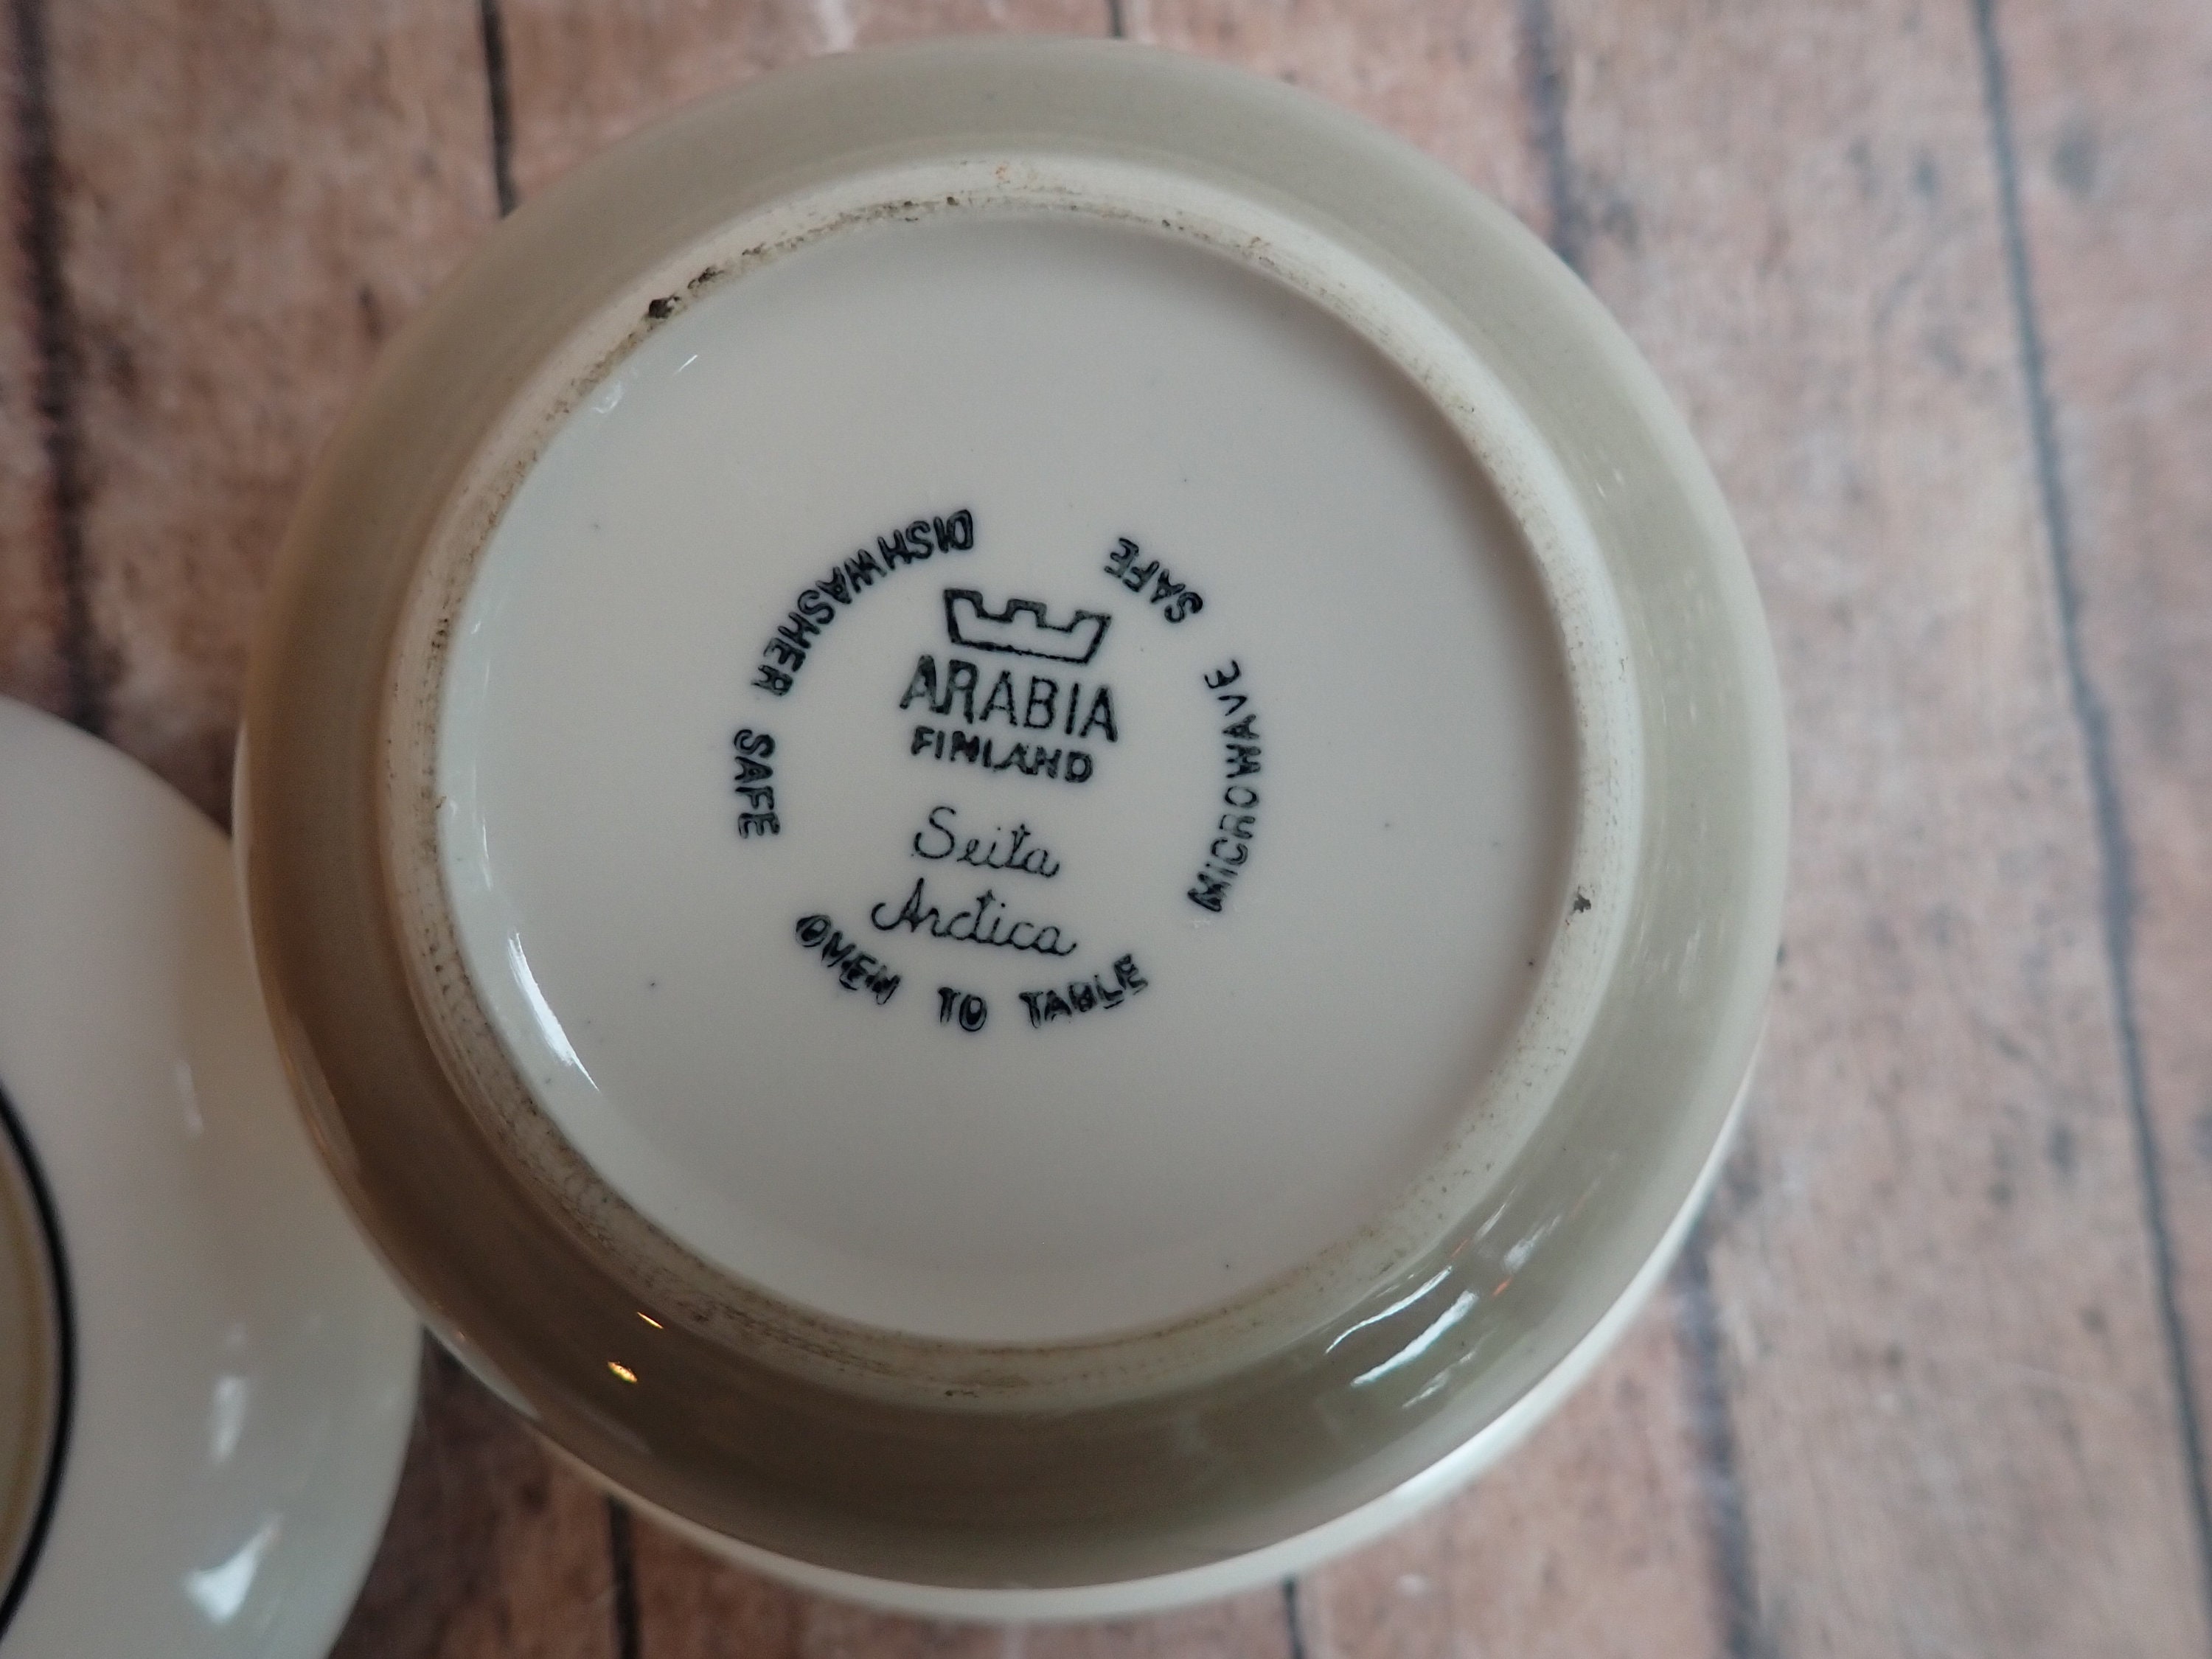 ARABIA
FINLAND
Seita
Arctica
DISHWASHER SAFE
OVEN TO TABLE
MICROWAVE SAFE